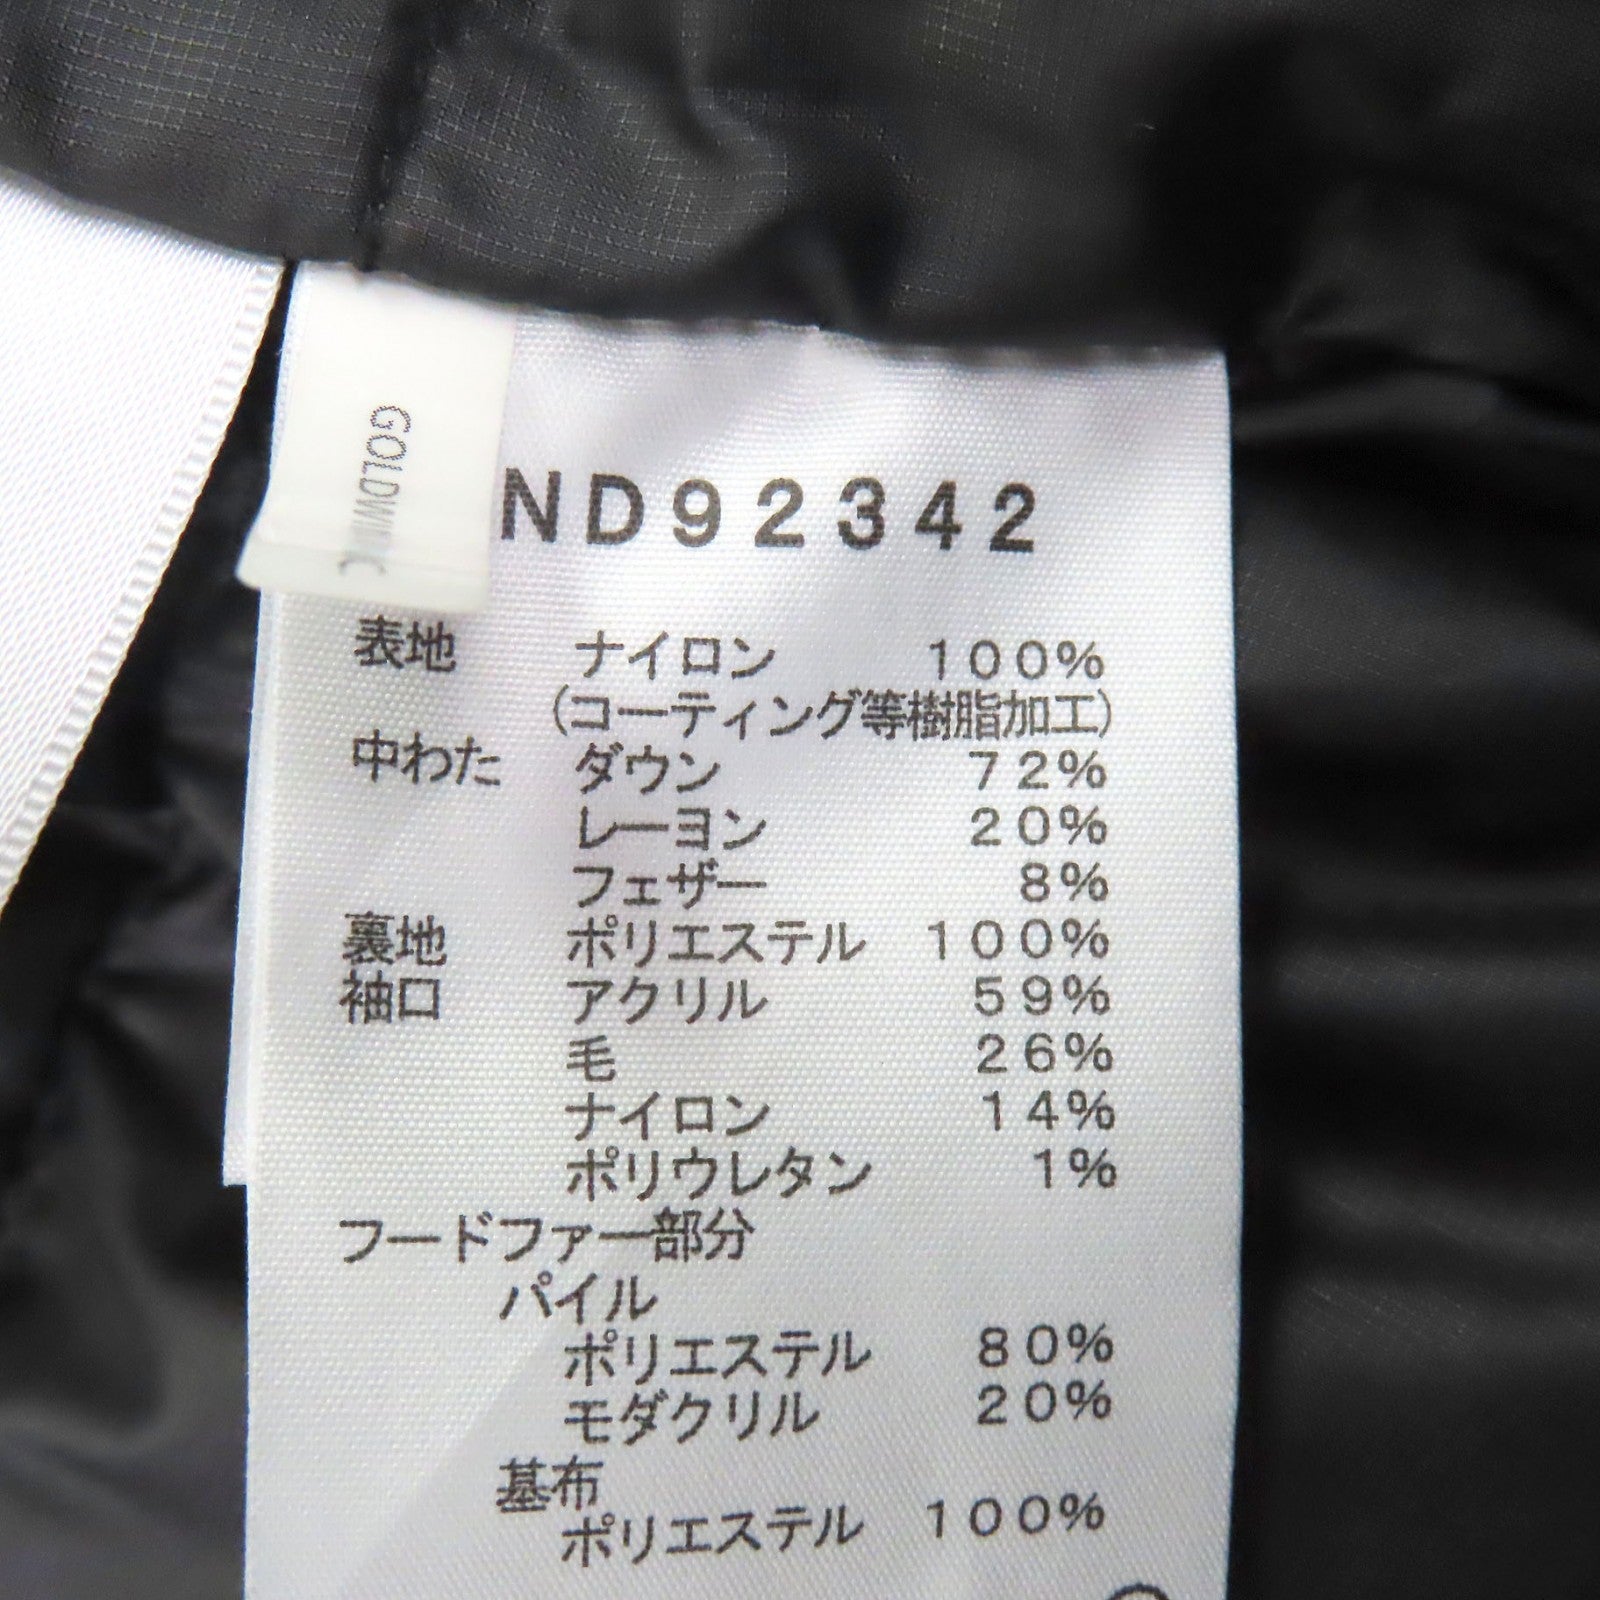 ND92342
表地 ナイロン 100%
(コーティング等樹脂加工)
中わた ダウン 72%
レーヨン 20%
フェザー 8%
裏地 ポリエステル 100%
袖口 アクリル 59%
毛 26%
ナイロン 14%
ポリウレタン 1%
フードファー部分
パイル
ポリエステル 80%
モダクリル 20%
基布
ポリエステル 100%